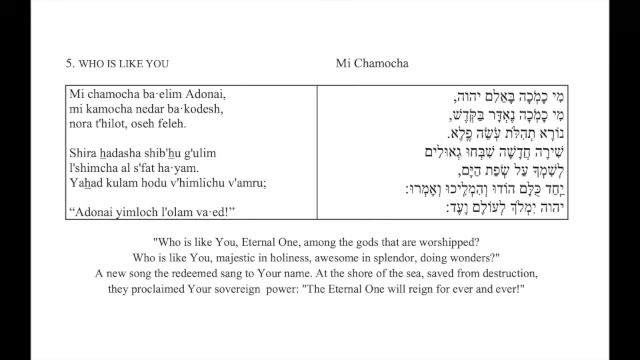 5. WHO IS LIKE YOU
Mi Chamocha
Mi chamocha ba·elim Adonai,
mi kamocha nedar ba·kodesh,
nora t'hilot, oseh feleh.
Shira hadasha shib'hu g'ulim
l'shimcha al s'fat ha·yam.
Yahad kulam hodu v'himlichu v'amru;
“Adonai yimloch l'olam va·ed!”
מִי כָמֹכָה בָּאֵלִם יהוה,
מִי כָּמֹכָה נֶאְדָּר בַּקֹּדֶשׁ,
נוֹרָא תְהִלֹּת עֹשֵׂה פֶלֶא.
שִׁירָה חֲדָשָׁה שִׁבְּחוּ גְאוּלִים
לְשִׁמְךָ עַל שְׂפַת הַיָּם,
יַחַד כֻּלָּם הוֹדוּ וְהִמְלִיכוּ וְאָמְרוּ:
יהוה יִמְלֹךְ לְעוֹלָם וָעֶד:
"Who is like You, Eternal One, among the gods that are worshipped?
Who is like You, majestic in holiness, awesome in splendor, doing wonders?"
A new song the redeemed sang to Your name. At the shore of the sea, saved from destruction,
they proclaimed Your sovereign power: "The Eternal One will reign for ever and ever!"